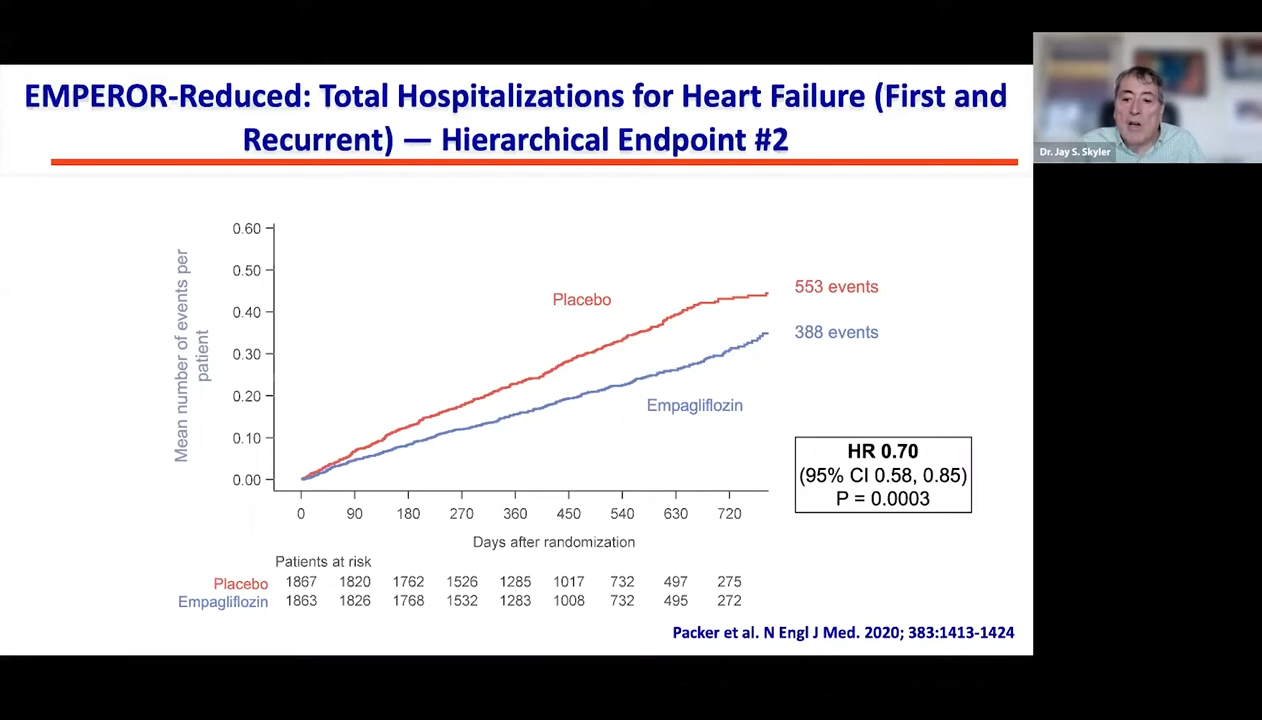 EMPEROR-Reduced: Total Hospitalizations for Heart Failure (First and
Recurrent) — Hierarchical Endpoint #2
Dr. Jay S. Skyler
Mean number of events per
patient
0.60
0.50
0.40
0.30
0.20
0.10
0.00
Placebo
553 events
388 events
Empagliflozin
HR 0.70
(95% CI 0.58, 0.85)
P = 0.0003
0 90 180 270 360 450 540 630 720
Days after randomization
Patients at risk
Placebo 1867 1820 1762 1526 1285 1017 732 497 275
Empagliflozin 1863 1826 1768 1532 1283 1008 732 495 272
Packer et al. N Engl J Med. 2020; 383:1413-1424